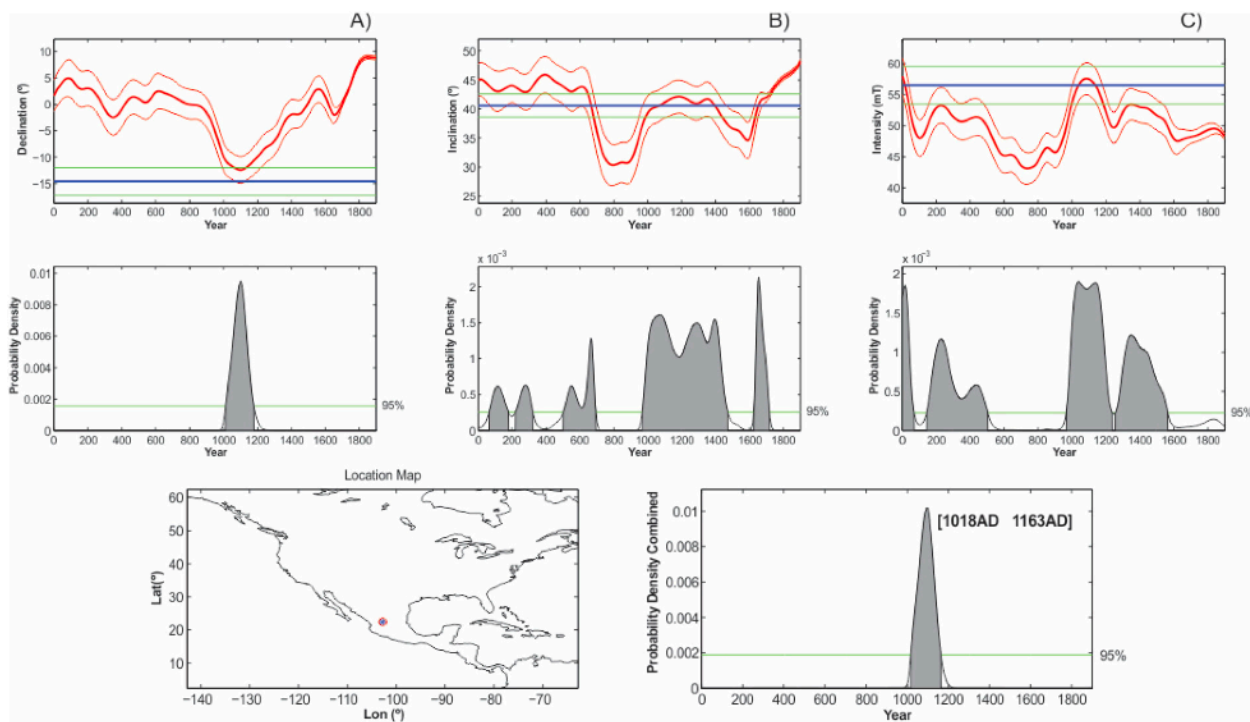 A)
Declination (º)
10
5
0
−5
−10
−15
0 200 400 600 800 1000 1200 1400 1600 1800
Year
B)
Inclination (º)
50
45
40
35
30
25
0 200 400 600 800 1000 1200 1400 1600 1800
Year
C)
Intensity (mT)
60
55
50
45
40
0 200 400 600 800 1000 1200 1400 1600 1800
Year
Probability Density
0.01
0.008
0.006
0.004
0.002
0
95%
0 200 400 600 800 1000 1200 1400 1600 1800
Year
x 10⁻³
Probability Density
2
1.5
1
0.5
0
95%
0 200 400 600 800 1000 1200 1400 1600 1800
Year
x 10⁻³
Probability Density
2
1.5
1
0.5
0
95%
0 200 400 600 800 1000 1200 1400 1600 1800
Year
Location Map
Lat(º)
60
50
40
30
20
10
−140 −130 −120 −110 −100 −90 −80 −70
Lon (º)
Probability Density Combined
0.01
0.008
0.006
0.004
0.002
0
[1018AD 1163AD]
95%
0 200 400 600 800 1000 1200 1400 1600 1800
Year